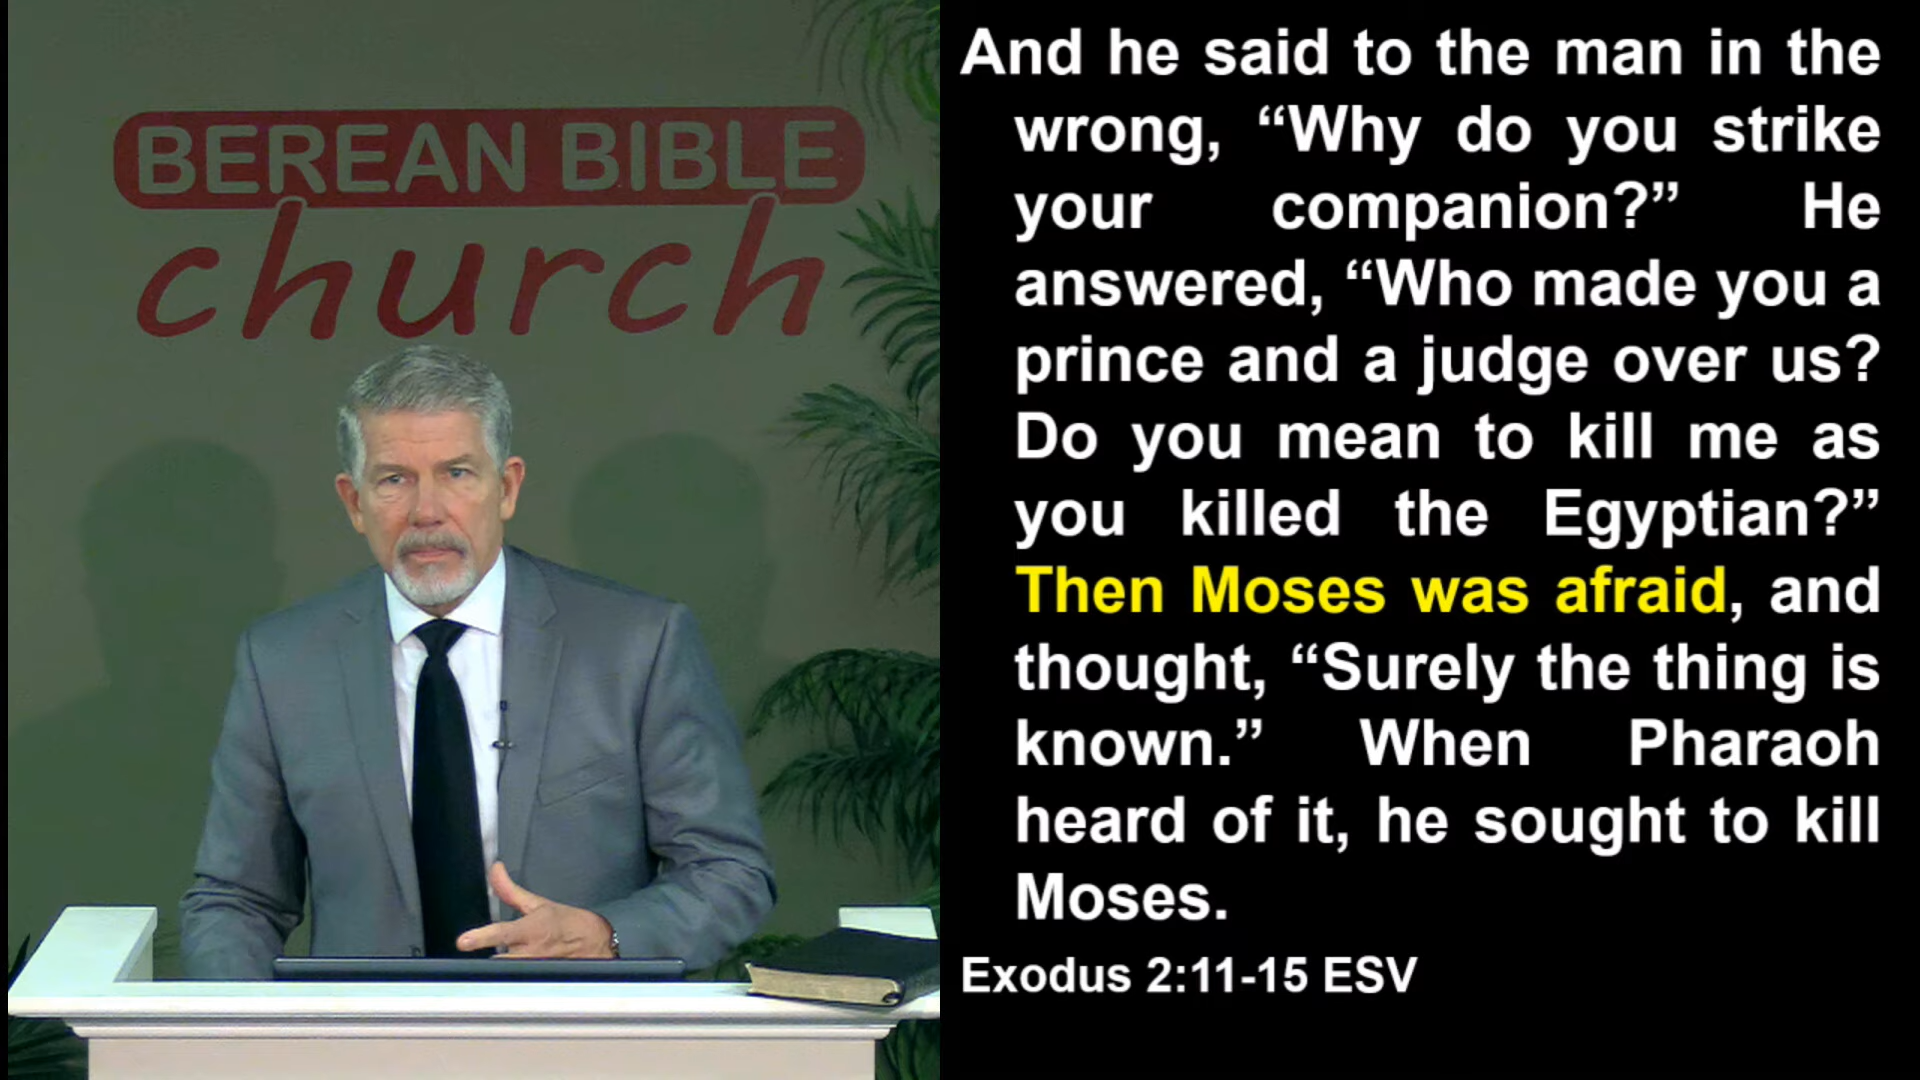 BEREAN BIBLE
church
And he said to the man in the
wrong, “Why do you strike
your companion?” He
answered, “Who made you a
prince and a judge over us?
Do you mean to kill me as
you killed the Egyptian?”
Then Moses was afraid, and
thought, “Surely the thing is
known.” When Pharaoh
heard of it, he sought to kill
Moses.
Exodus 2:11-15 ESV